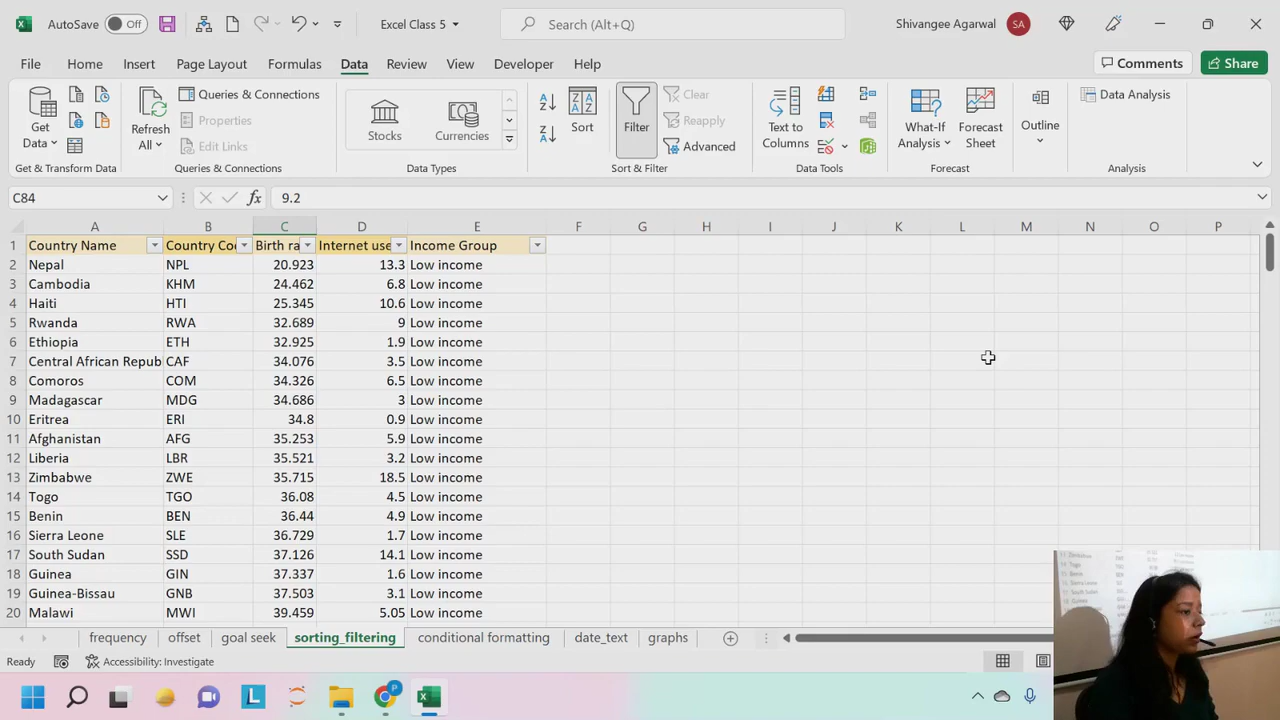 AutoSave Off Excel Class 5 Search (Alt+Q) Shivangee Agarwal SA
File Home Insert Page Layout Formulas Data Review View Developer Help Comments Share
Get Data
Refresh All
Queries & Connections
Properties
Edit Links
Stocks
Currencies
Sort
Filter
Clear
Reapply
Advanced
Text to Columns
What-If Analysis
Forecast Sheet
Outline
Data Analysis
Get & Transform Data Queries & Connections Data Types Sort & Filter Data Tools Forecast Analysis
C84 fx 9.2
A B C D E F G H I J K L M N O P
1 Country Name Country Co Birth ra Internet use Income Group
2 Nepal NPL 20.923 13.3 Low income
3 Cambodia KHM 24.462 6.8 Low income
4 Haiti HTI 25.345 10.6 Low income
5 Rwanda RWA 32.689 9 Low income
6 Ethiopia ETH 32.925 1.9 Low income
7 Central African Repub CAF 34.076 3.5 Low income
8 Comoros COM 34.326 6.5 Low income
9 Madagascar MDG 34.686 3 Low income
10 Eritrea ERI 34.8 0.9 Low income
11 Afghanistan AFG 35.253 5.9 Low income
12 Liberia LBR 35.521 3.2 Low income
13 Zimbabwe ZWE 35.715 18.5 Low income
14 Togo TGO 36.08 4.5 Low income
15 Benin BEN 36.44 4.9 Low income
16 Sierra Leone SLE 36.729 1.7 Low income
17 South Sudan SSD 37.126 14.1 Low income
18 Guinea GIN 37.337 1.6 Low income
19 Guinea-Bissau GNB 37.503 3.1 Low income
20 Malawi MWI 39.459 5.05 Low income
frequency offset goal seek sorting_filtering conditional formatting date_text graphs
Ready Accessibility: Investigate
L P